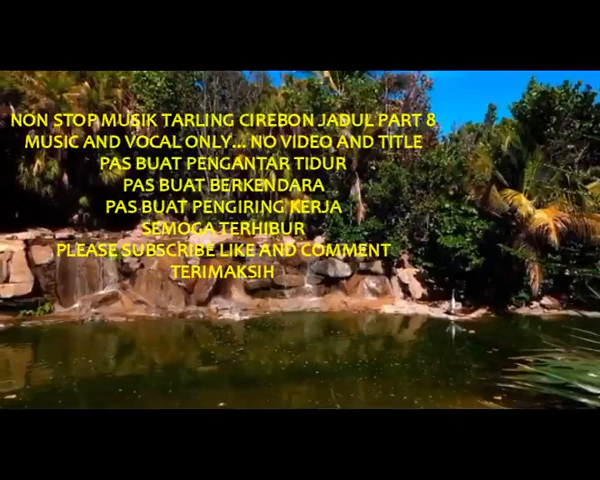 NON STOP MUSIK TARLING CIREBON JADUL PART 8
MUSIC AND VOCAL ONLY... NO VIDEO AND TITLE
PAS BUAT PENGANTAR TIDUR
PAS BUAT BERKENDARA
PAS BUAT PENGIRING KERJA
SEMOGA TERHIBUR
PLEASE SUBSCRIBE LIKE AND COMMENT
TERIMAKSIH